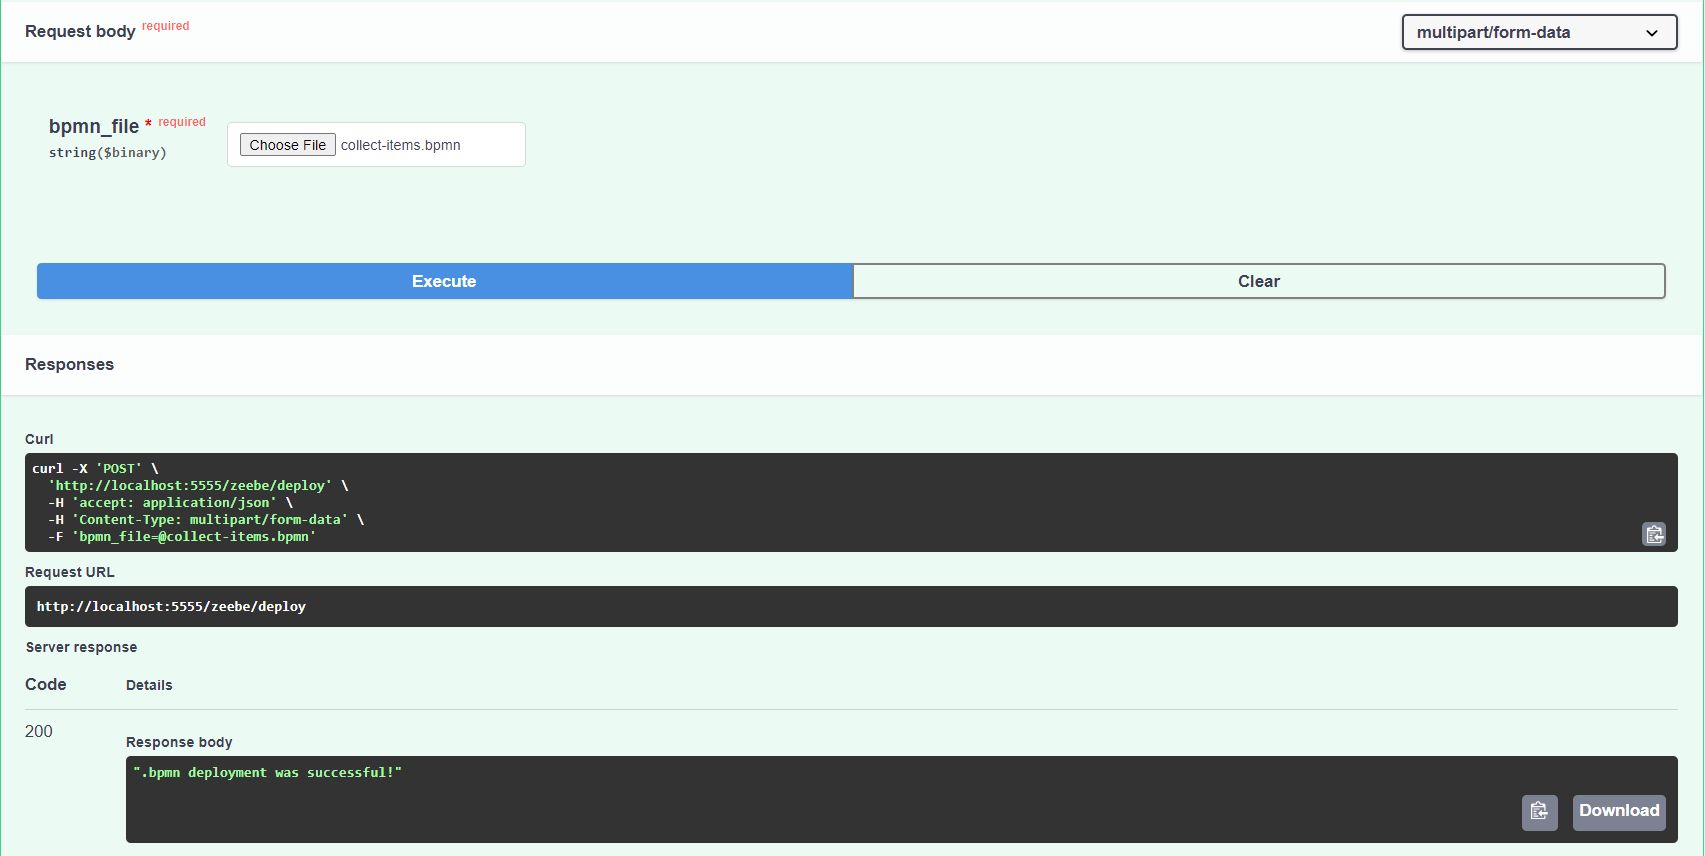 Request body required
multipart/form-data
bpmn_file * required
string($binary)
Choose File collect-items.bpmn
Execute
Clear
Responses
Curl
curl -X 'POST' \
  'http://localhost:5555/zeebe/deploy' \
  -H 'accept: application/json' \
  -H 'Content-Type: multipart/form-data' \
  -F 'bpmn_file=@collect-items.bpmn'
Request URL
http://localhost:5555/zeebe/deploy
Server response
Code Details
200
Response body
".bpmn deployment was successful!"
Download